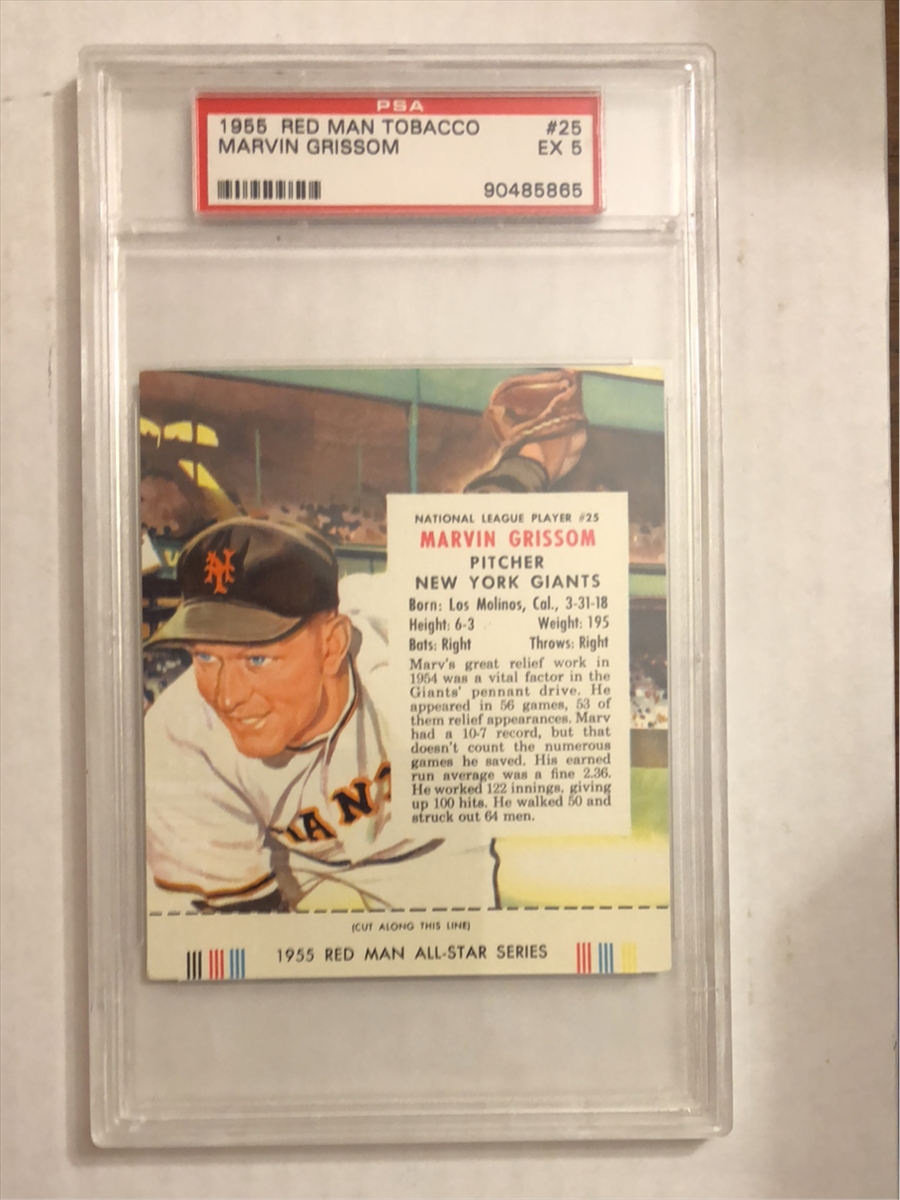 PSA
1955 RED MAN TOBACCO #25
MARVIN GRISSOM EX 5
90485865
NY
NATIONAL LEAGUE PLAYER #25
MARVIN GRISSOM
PITCHER
NEW YORK GIANTS
Born: Los Molinos, Cal., 3-31-18
Height: 6-3 Weight: 195
Bats: Right Throws: Right
Marv's great relief work in
1954 was a vital factor in the
Giants' pennant drive. He
appeared in 56 games, 53 of
them relief appearances. Marv
had a 10-7 record, but that
doesn't count the numerous
games he saved. His earned
run average was a fine 2.36.
He worked 122 innings, giving
up 100 hits. He walked 50 and
struck out 64 men.
IAN
(CUT ALONG THIS LINE)
1955 RED MAN ALL-STAR SERIES